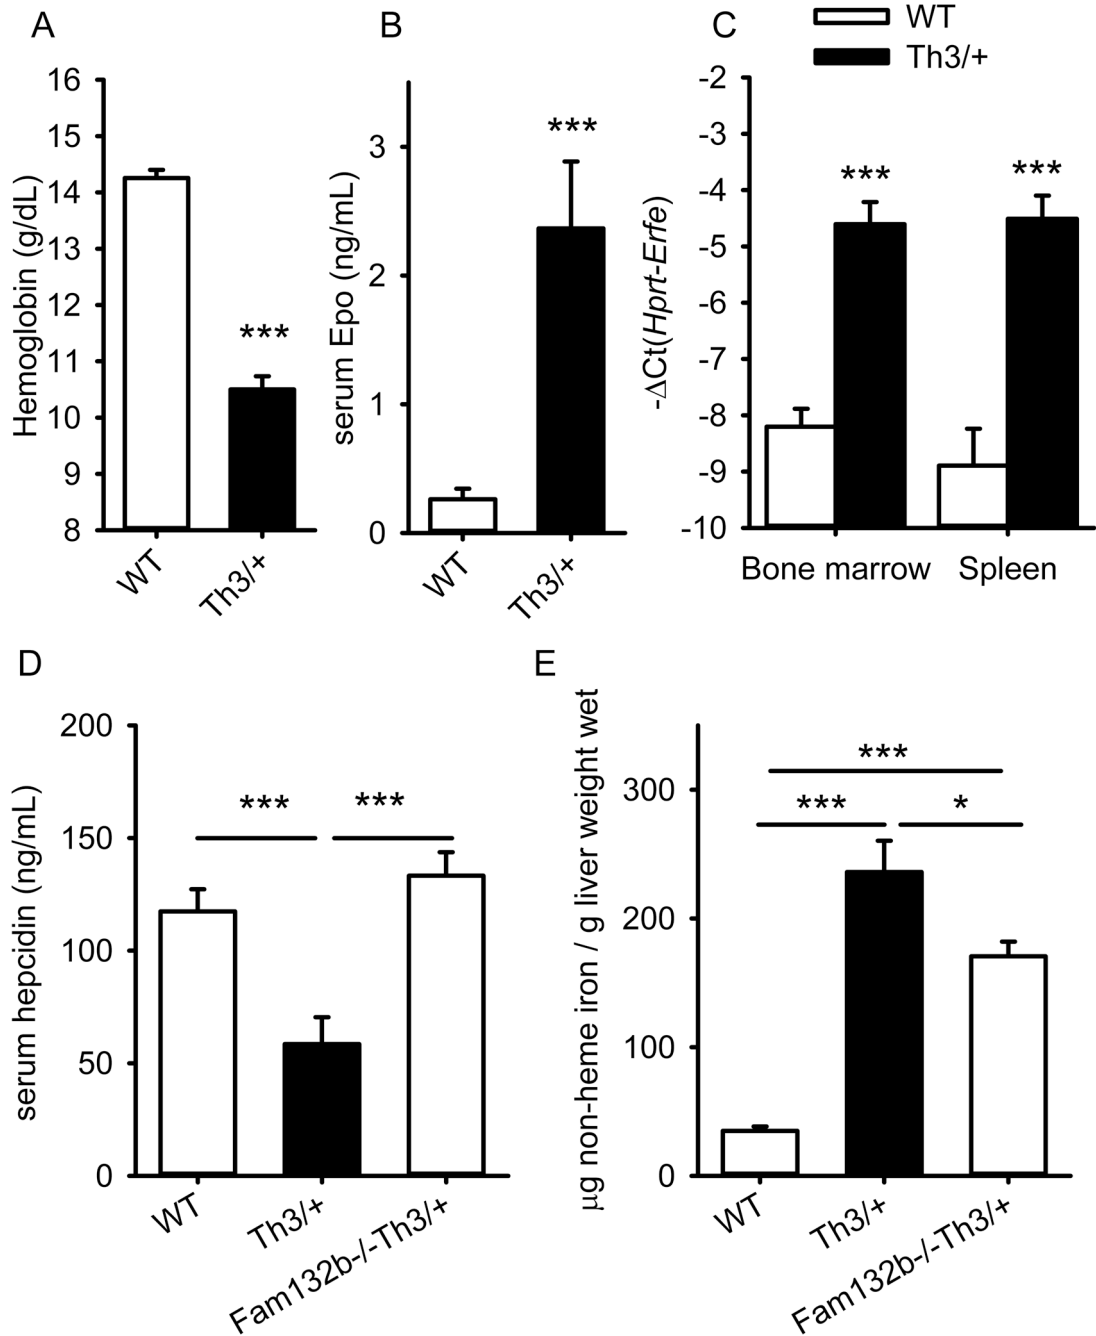 A
Hemoglobin (g/dL)
16
15
14
13
12
11
10
9
8
***
WT
Th3/+
B
serum Epo (ng/mL)
3
2
1
0
***
WT
Th3/+
C
WT
Th3/+
-ΔCt(Hprt-Erfe)
-2
-3
-4
-5
-6
-7
-8
-9
-10
***
***
Bone marrow
Spleen
D
serum hepcidin (ng/mL)
200
150
100
50
0
***
***
WT
Th3/+
Fam132b-/-Th3/+
E
µg non-heme iron / g liver weight wet
300
200
100
0
***
***
*
WT
Th3/+
Fam132b-/-Th3/+